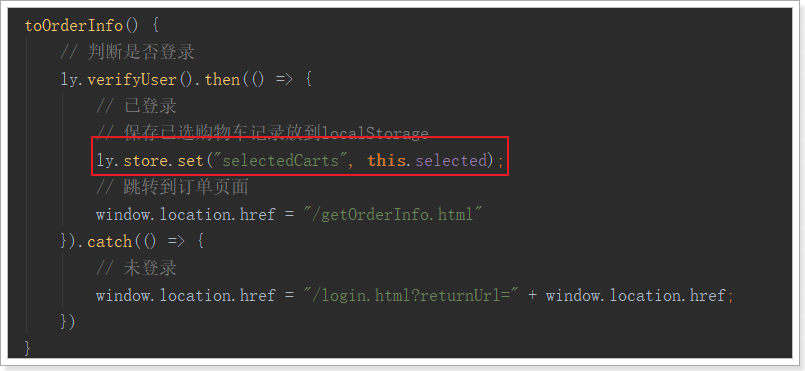 toOrderInfo() {
// 判断是否登录
ly.verifyUser().then(() => {
// 已登录
// 保存已选购物车记录放到localStorage
ly.store.set("selectedCarts", this.selected);
// 跳转到订单页面
window.location.href = "/getOrderInfo.html"
}).catch(() => {
// 未登录
window.location.href = "/login.html?returnUrl=" + window.location.href;
})
}